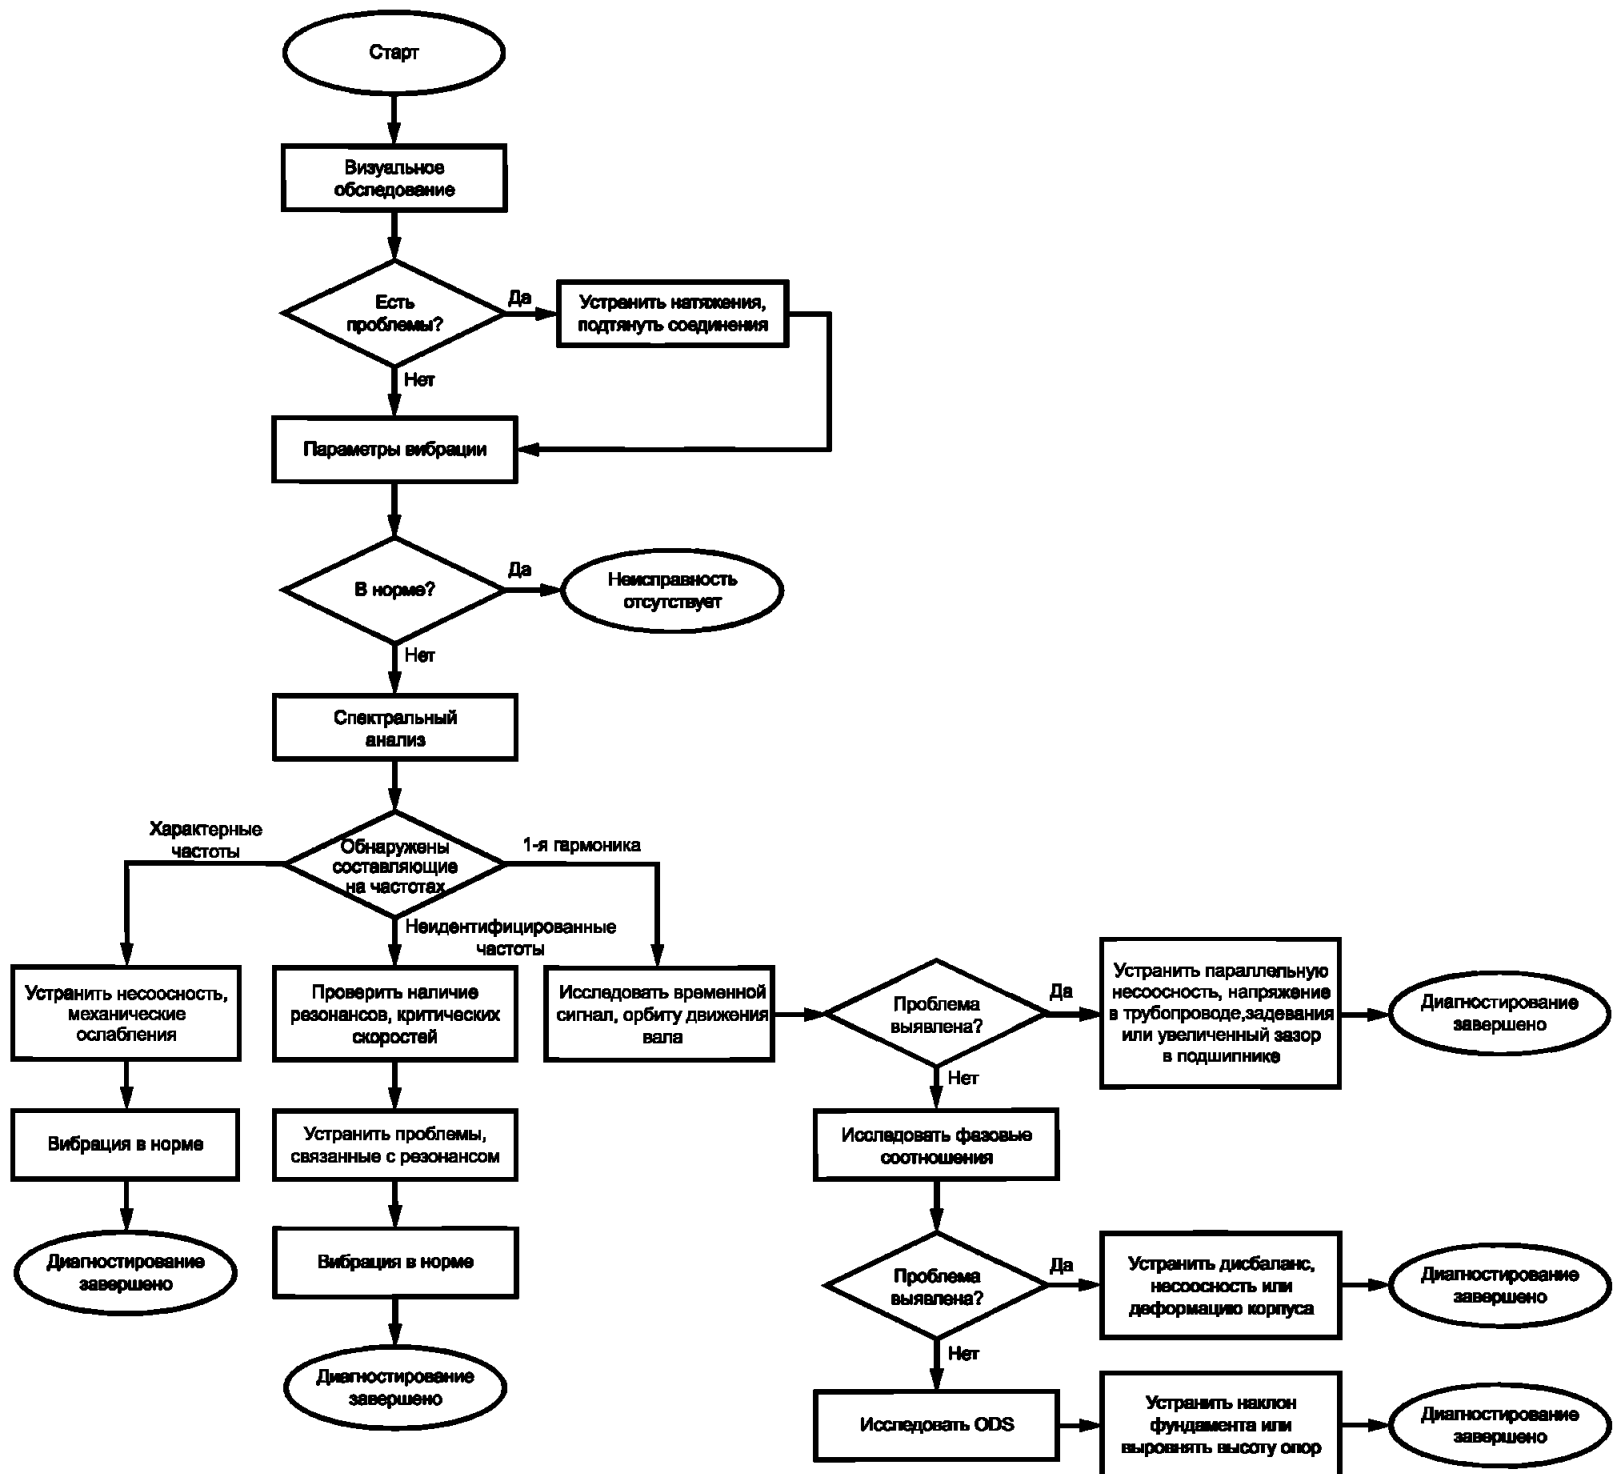 Старт
Визуальное
обследование
Есть
проблемы?
Да
Устранить натяжения,
подтянуть соединения
Нет
Параметры вибрации
В норме?
Да
Неисправность
отсутствует
Нет
Спектральный
анализ
Характерные
частоты
Обнаружены
составляющие
на частотах
1-я гармоника
Неидентифицированные
частоты
Устранить несоосность,
механические
ослабления
Проверить наличие
резонансов, критических
скоростей
Исследовать временной
сигнал, орбиту движения
вала
Проблема
выявлена?
Да
Устранить параллельную
несоосность, напряжение
в трубопроводе,задевания
или увеличенный зазор
в подшипнике
Диагностирование
завершено
Нет
Вибрация в норме
Устранить проблемы,
связанные с резонансом
Исследовать фазовые
соотношения
Диагностирование
завершено
Вибрация в норме
Проблема
выявлена?
Да
Устранить дисбаланс,
несоосность или
деформацию корпуса
Диагностирование
завершено
Нет
Диагностирование
завершено
Исследовать ODS
Устранить наклон
фундамента или
выровнять высоту опор
Диагностирование
завершено